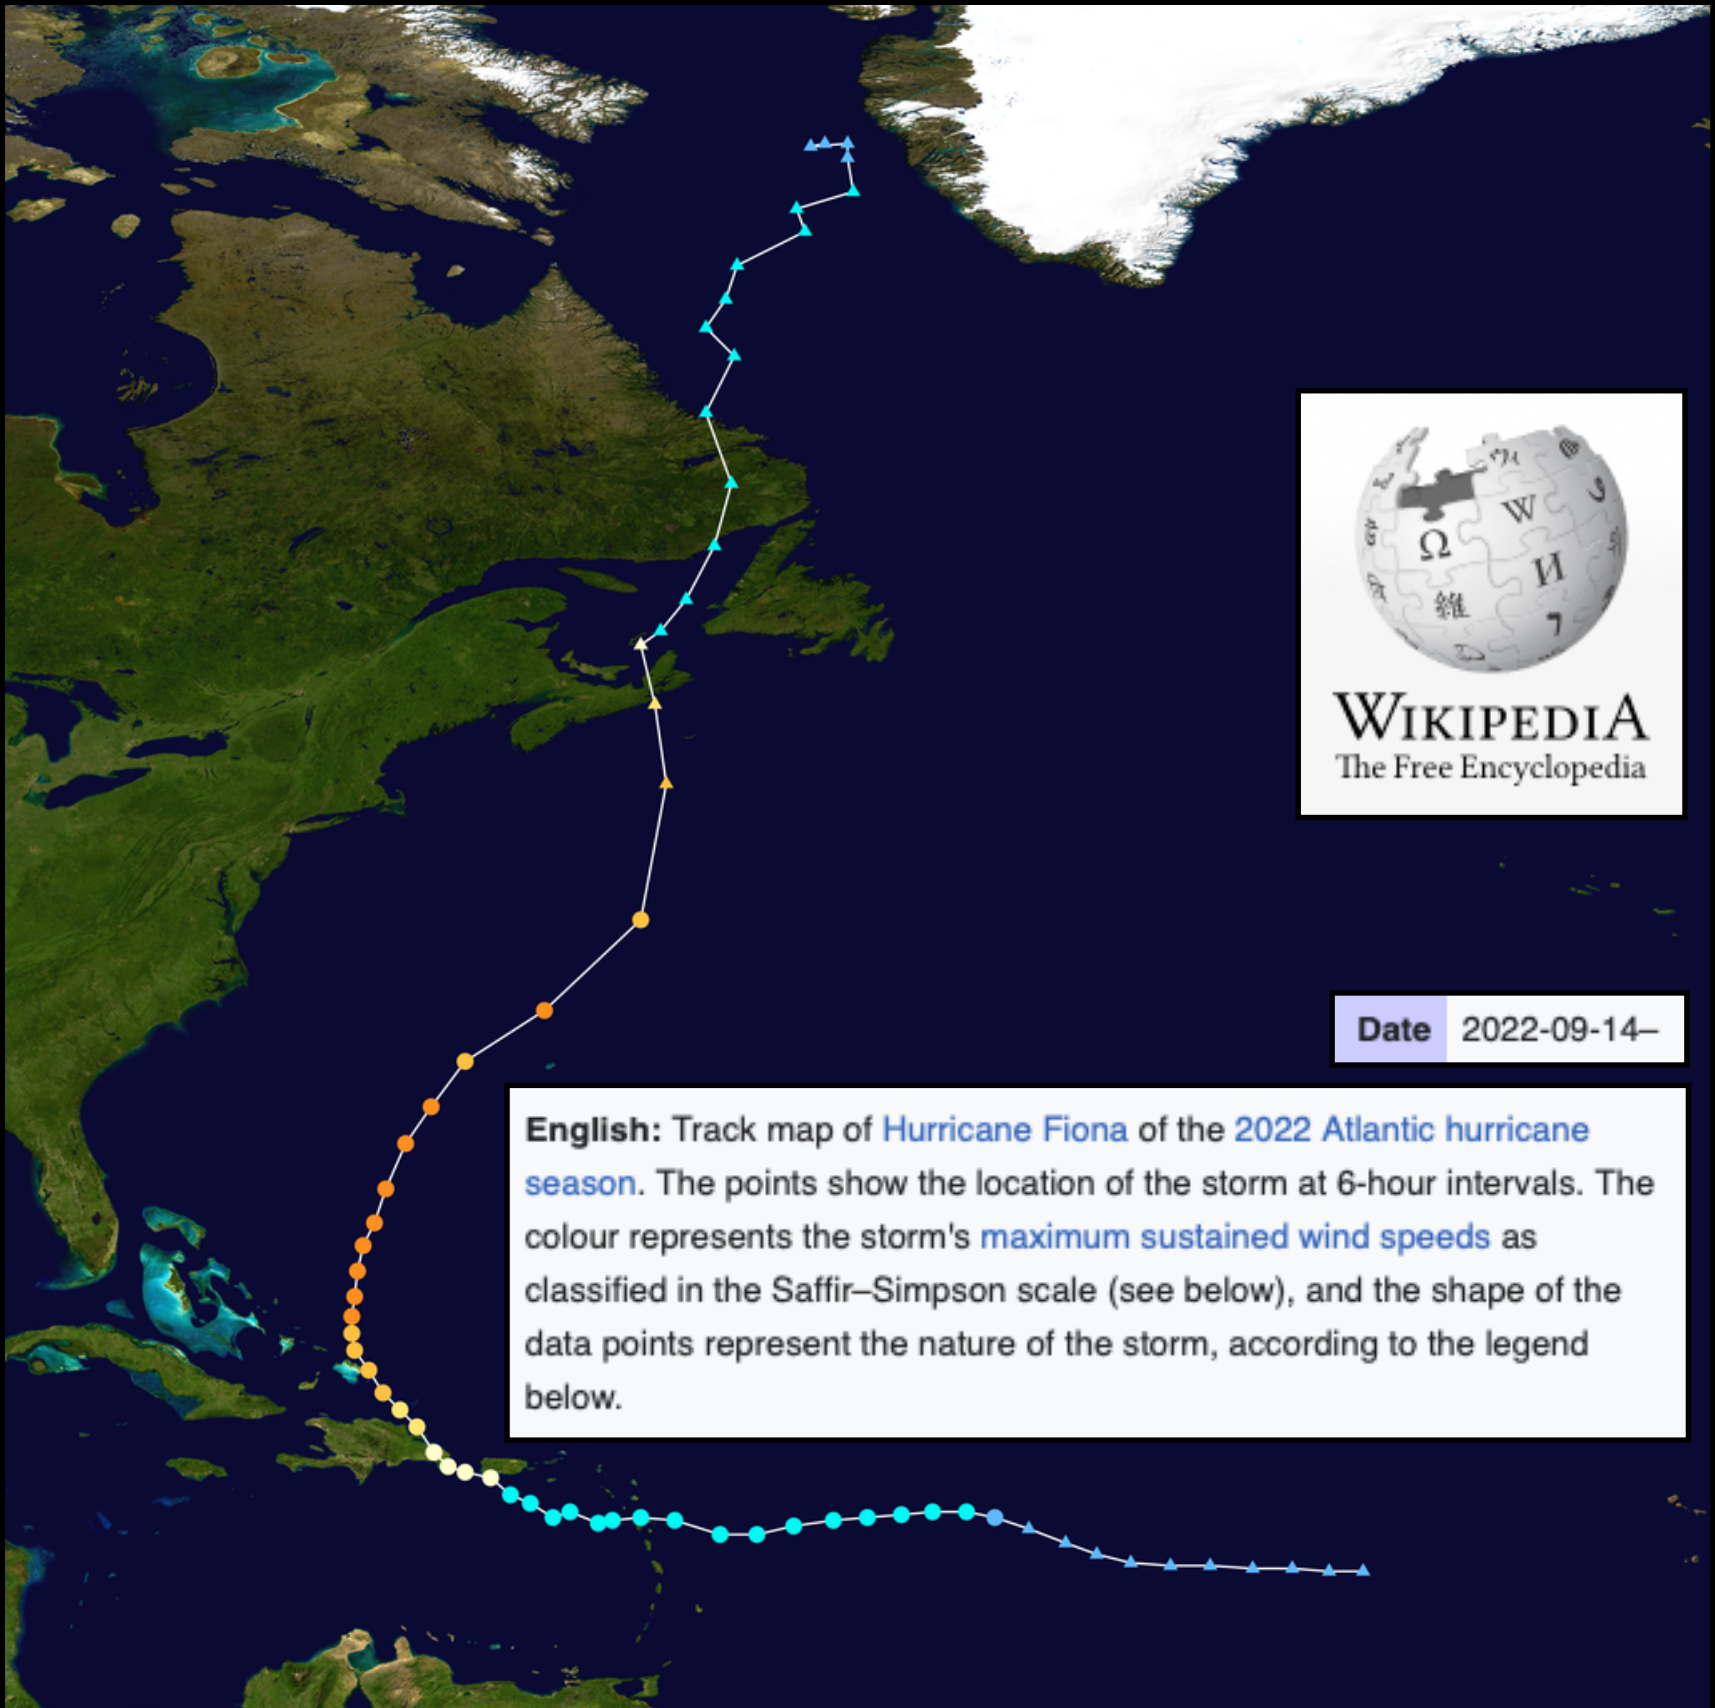 Ω
W
И
維
WIKIPEDIA
The Free Encyclopedia
Date 2022-09-14–
English: Track map of Hurricane Fiona of the 2022 Atlantic hurricane
season. The points show the location of the storm at 6-hour intervals. The
colour represents the storm's maximum sustained wind speeds as
classified in the Saffir–Simpson scale (see below), and the shape of the
data points represent the nature of the storm, according to the legend
below.